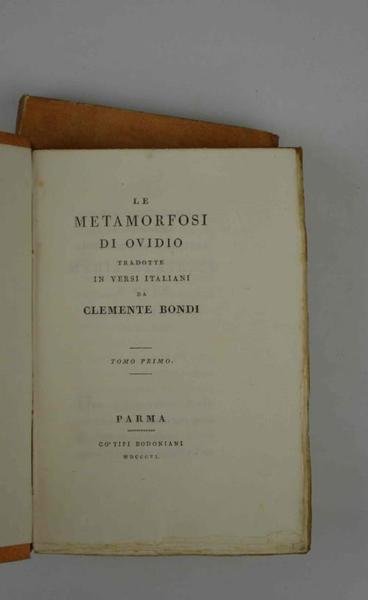 LE
METAMORFOSI
DI OVIDIO
TRADOTTE
IN VERSI ITALIANI
DA
CLEMENTE BONDI
TOMO PRIMO.
PARMA
CO' TIPI BODONIANI
MDCCCVI.